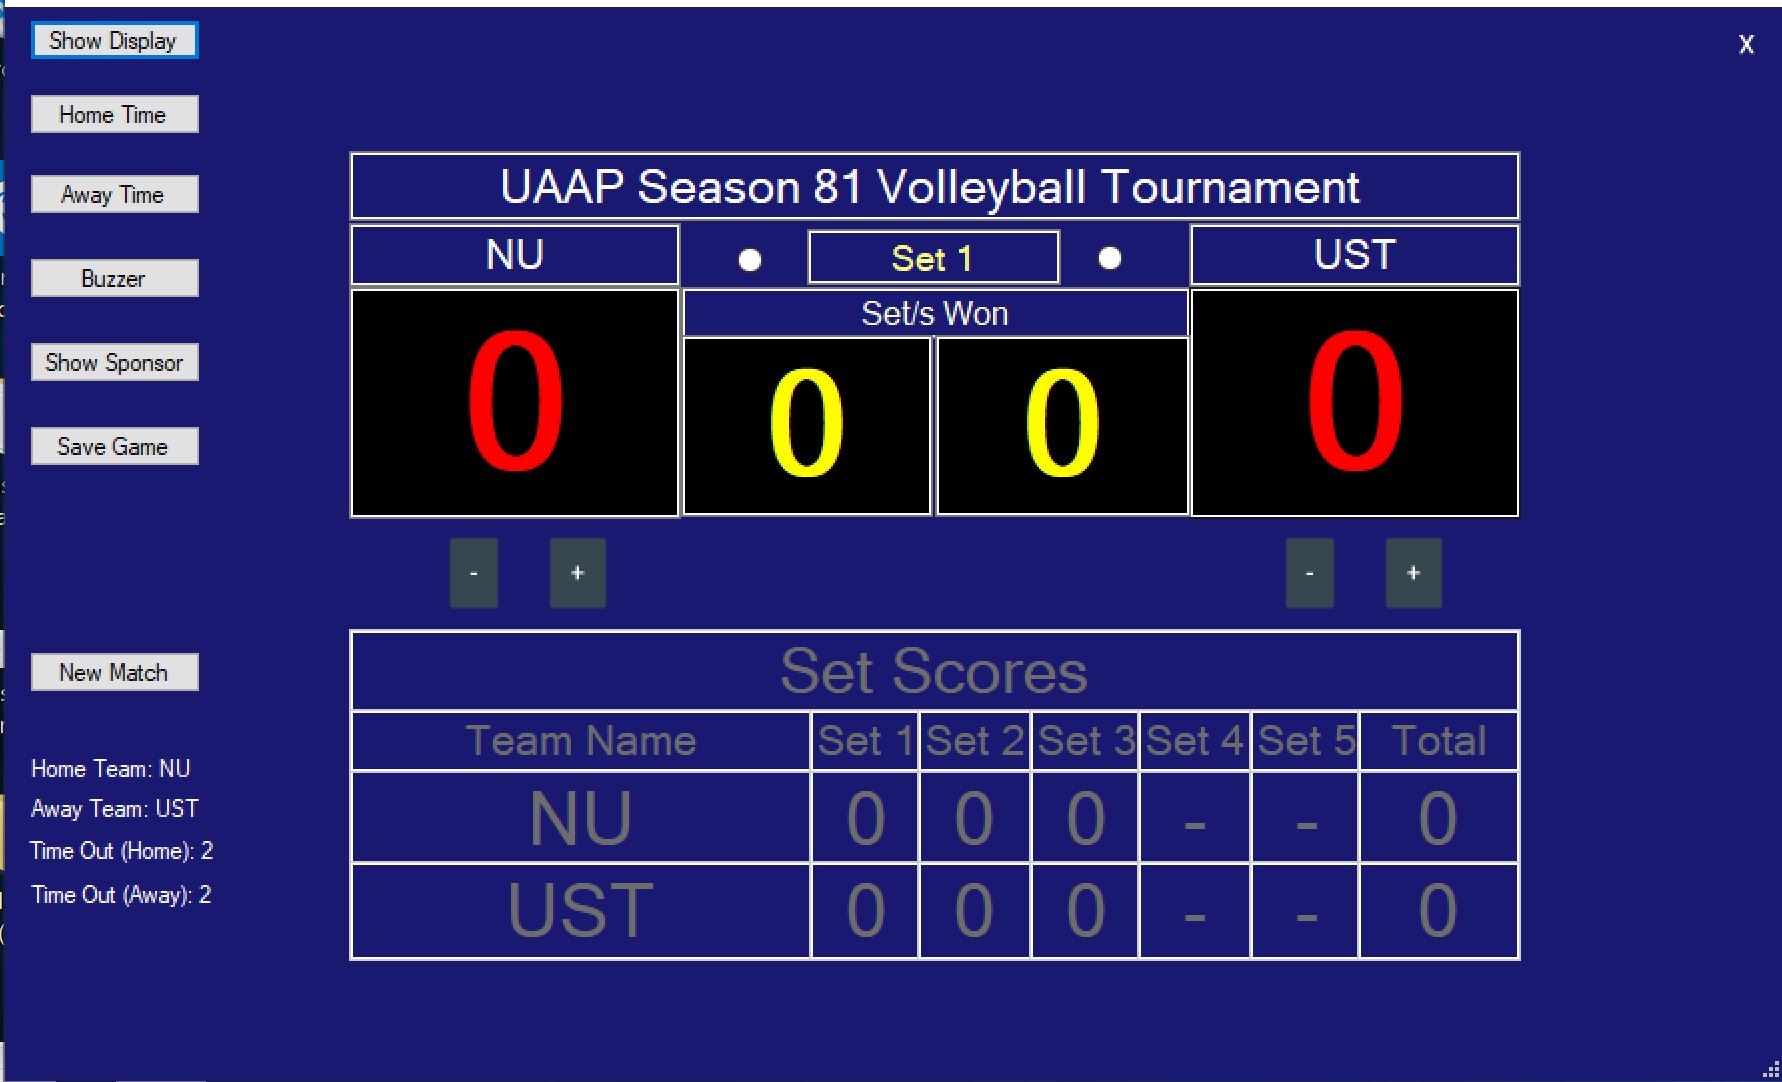 Show Display
X
Home Time
Away Time
Buzzer
Show Sponsor
Save Game
New Match
Home Team: NU
Away Team: UST
Time Out (Home): 2
Time Out (Away): 2
UAAP Season 81 Volleyball Tournament
NU Set 1 UST
Set/s Won
0 0 0 0
- + - +
Set Scores
Team Name Set 1 Set 2 Set 3 Set 4 Set 5 Total
NU 0 0 0 - - 0
UST 0 0 0 - - 0